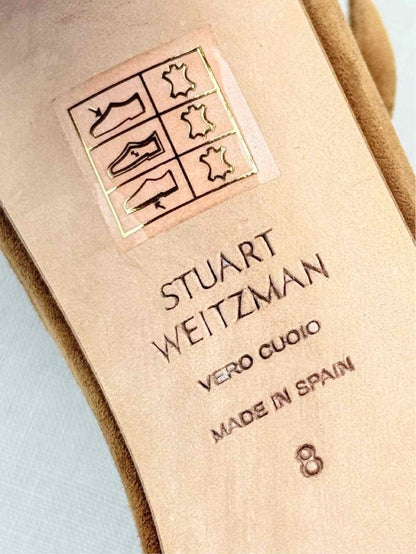 STUART
WEITZMAN
VERO CUOIO
MADE IN SPAIN
8